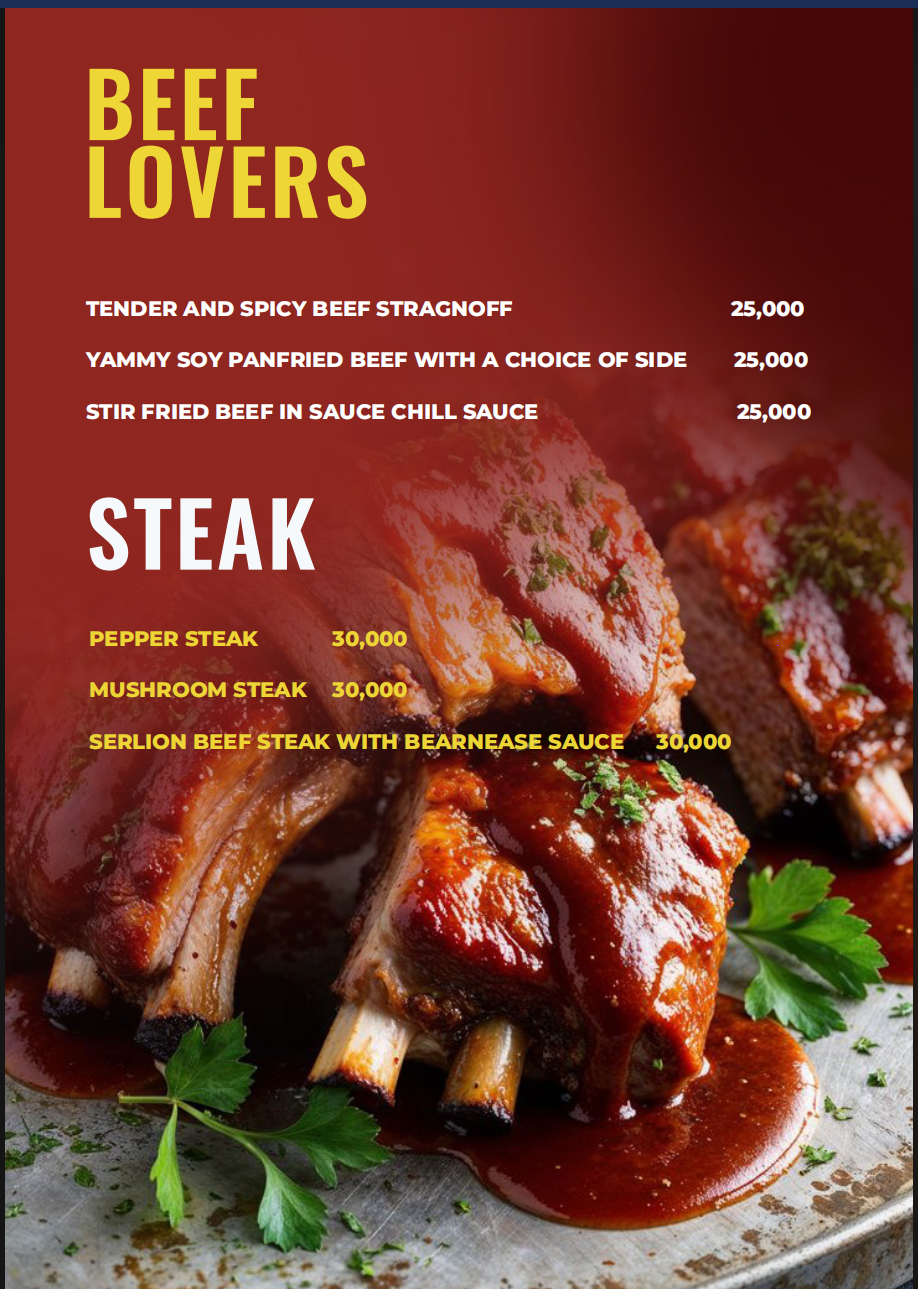 BEEF
LOVERS
TENDER AND SPICY BEEF STRAGNOFF 25,000
YAMMY SOY PANFRIED BEEF WITH A CHOICE OF SIDE 25,000
STIR FRIED BEEF IN SAUCE CHILL SAUCE 25,000
STEAK
PEPPER STEAK 30,000
MUSHROOM STEAK 30,000
SERLION BEEF STEAK WITH BEARNEASE SAUCE 30,000